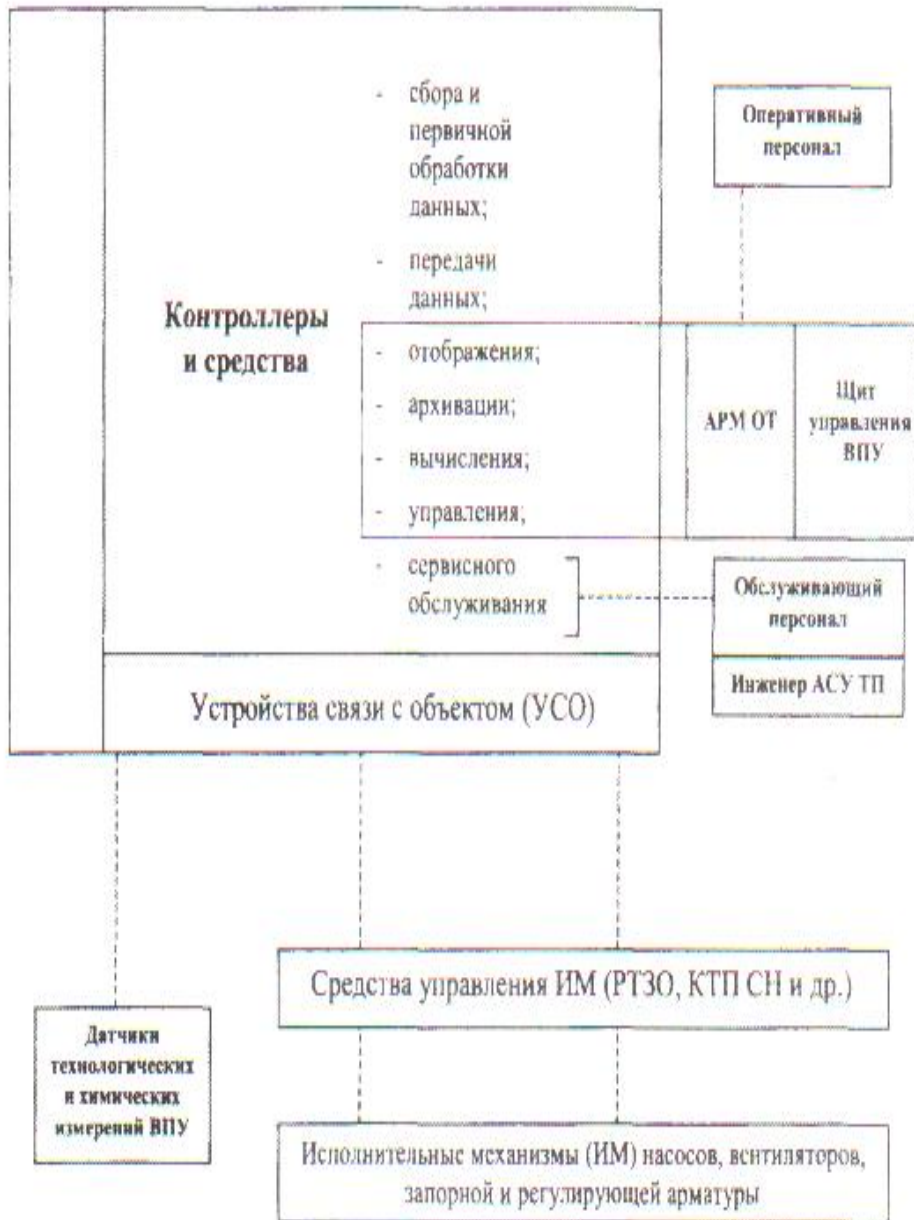 - сбора и
первичной
обработки
данных;
- передачи
данных;
Контроллеры
и средства
- отображения;
- архивации;
- вычисления;
- управления;
- сервисного
обслуживания
Оперативный
персонал
АРМ ОТ
Щит
управления
ВПУ
Обслуживающий
персонал
Инженер АСУ ТП
Устройства связи с объектом (УСО)
Средства управления ИМ (РТЗО, КТП СН и др.)
Датчики
технологических
и химических
измерений ВПУ
Исполнительные механизмы (ИМ) насосов, вентиляторов,
запорной и регулирующей арматуры